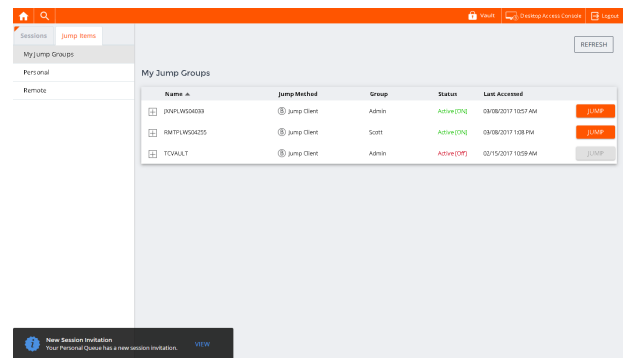 Vault Desktop Access Console Logout
Sessions Jump Items
REFRESH
My Jump Groups
Personal
Remote
My Jump Groups
Name Jump Method Group Status Last Accessed
JXNPLWS04033 Jump Client Admin Active (ON) 03/08/2017 10:57 AM JUMP
RMTPLWS04255 Jump Client Scott Active (ON) 03/08/2017 1:08 PM JUMP
TCVAULT Jump Client Admin Active (Off) 02/15/2017 10:59 AM JUMP
New Session Invitation
Your Personal Queue has a new session invitation. VIEW